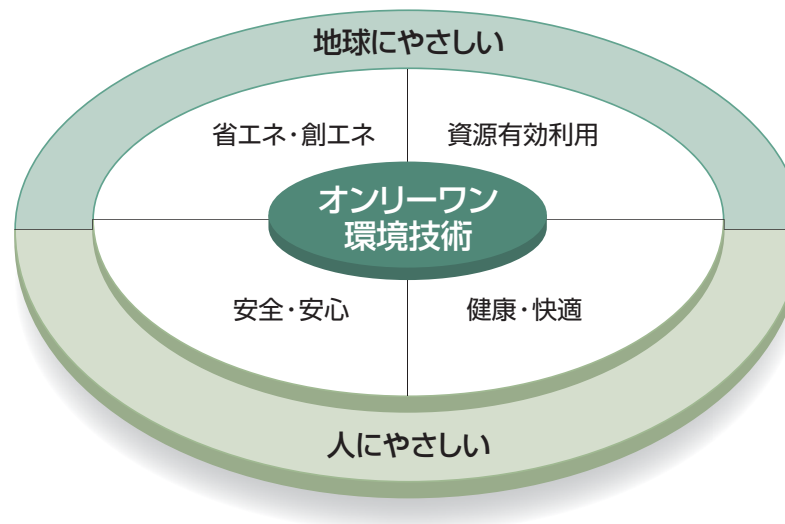 地球にやさしい
省エネ・創エネ
資源有効利用
オンリーワン
環境技術
安全・安心
健康・快適
人にやさしい